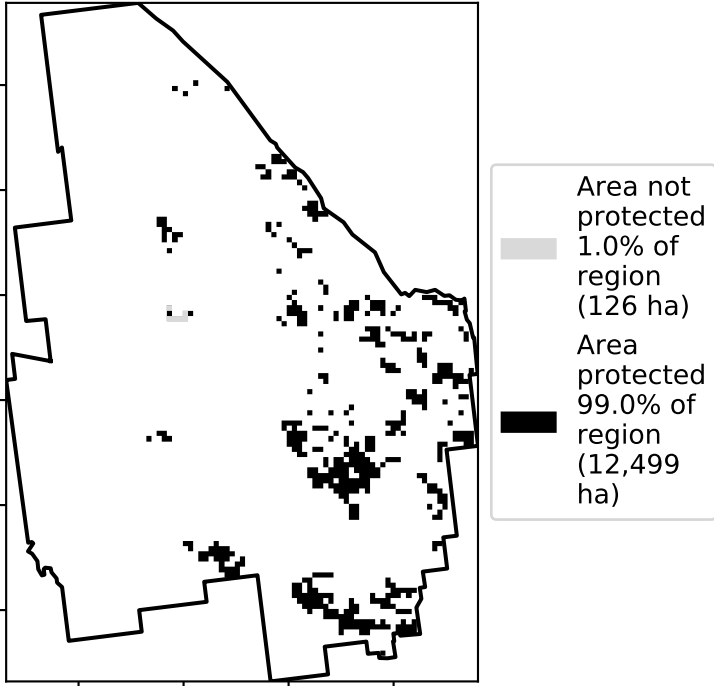 Area not
protected
1.0% of
region
(126 ha)
Area
protected
99.0% of
region
(12,499
ha)